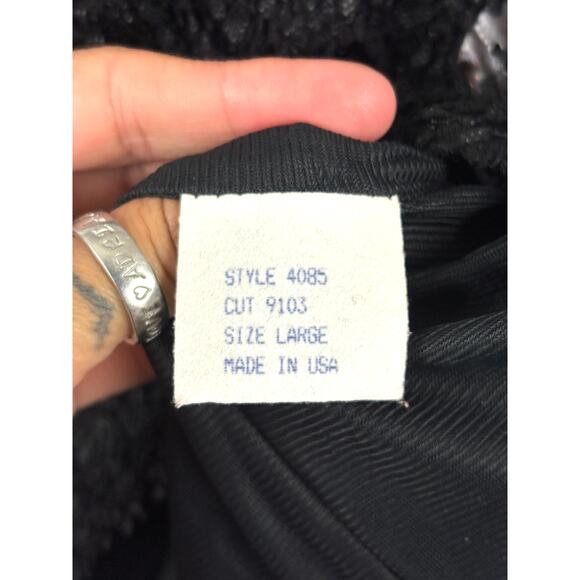 STYLE 4085
CUT 9103
SIZE LARGE
MADE IN USA